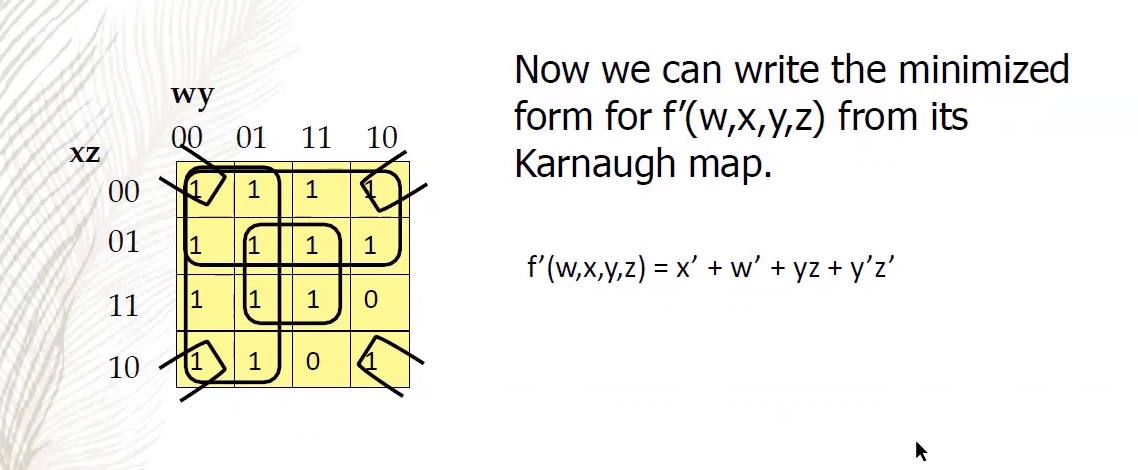 Now we can write the minimized
form for f’(w,x,y,z) from its
Karnaugh map.
f’(w,x,y,z) = x’ + w’ + yz + y’z’
wy
00 01 11 10
xz
00 1 1 1 1
01 1 1 1 1
11 1 1 1 0
10 1 1 0 1